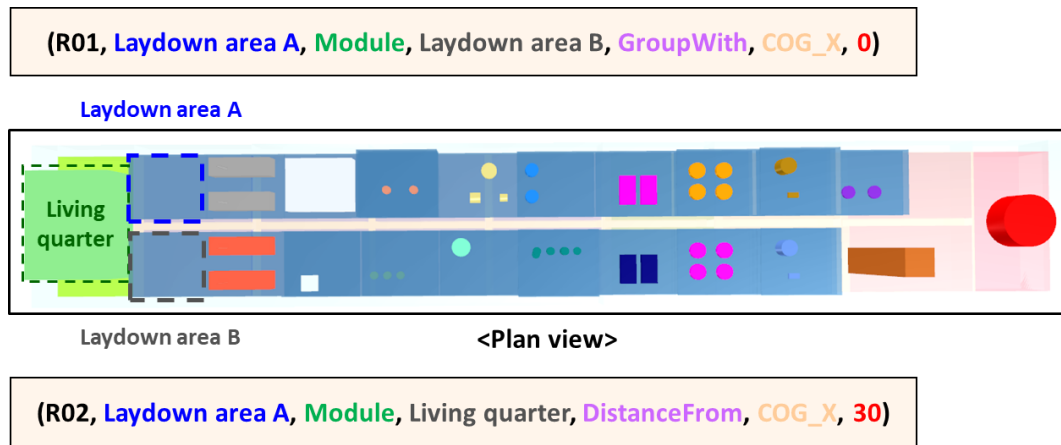 (R01, Laydown area A, Module, Laydown area B, GroupWith, COG_X, 0)
Laydown area A
Living
quarter
Laydown area B
<Plan view>
(R02, Laydown area A, Module, Living quarter, DistanceFrom, COG_X, 30)